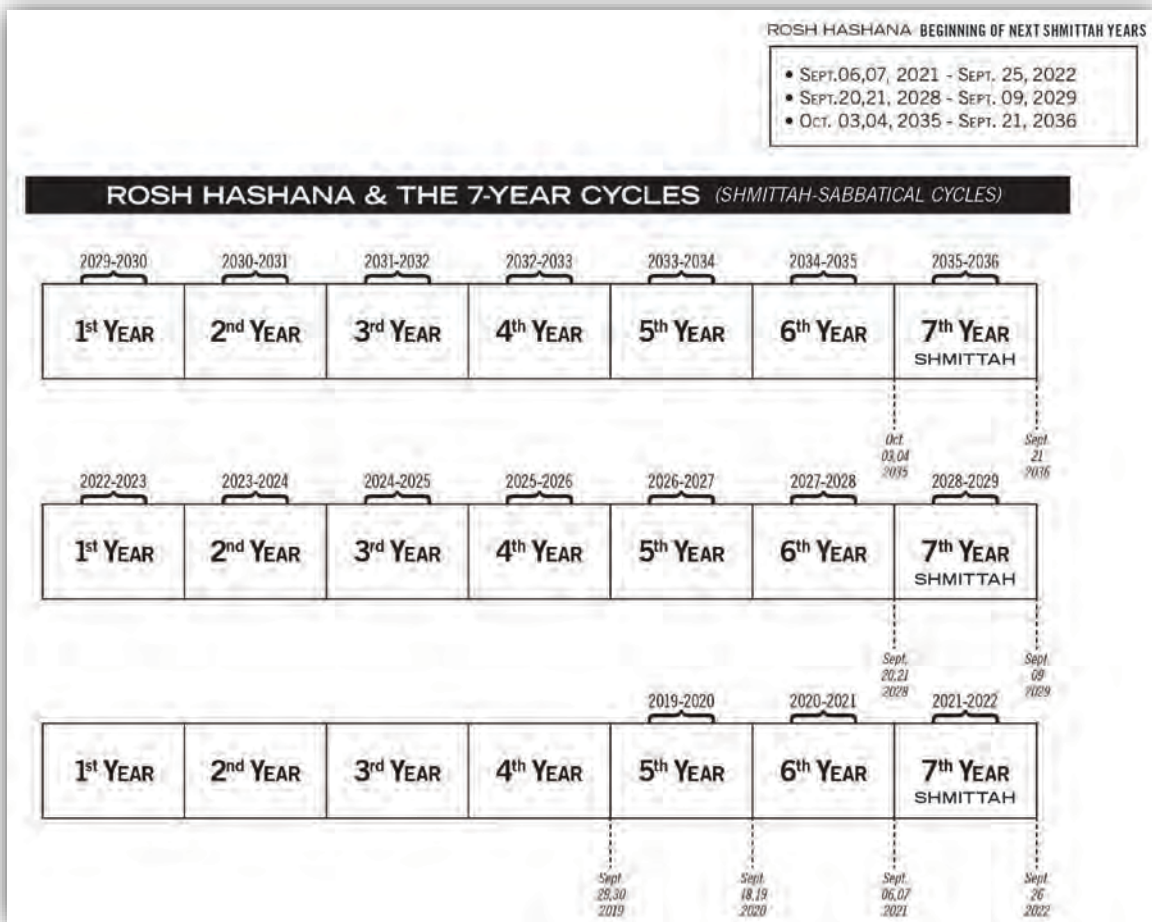 ROSH HASHANA BEGINNING OF NEXT SHMITTAH YEARS
• SEPT.06,07, 2021 - SEPT. 25, 2022
• SEPT.20,21, 2028 - SEPT. 09, 2029
• OCT. 03,04, 2035 - SEPT. 21, 2036
ROSH HASHANA & THE 7-YEAR CYCLES (SHMITTAH-SABBATICAL CYCLES)
2029-2030 2030-2031 2031-2032 2032-2033 2033-2034 2034-2035 2035-2036
1st YEAR 2nd YEAR 3rd YEAR 4th YEAR 5th YEAR 6th YEAR 7th YEAR
SHMITTAH
Oct. Sept.
03,04 21
2035 2036
2022-2023 2023-2024 2024-2025 2025-2026 2026-2027 2027-2028 2028-2029
1st YEAR 2nd YEAR 3rd YEAR 4th YEAR 5th YEAR 6th YEAR 7th YEAR
SHMITTAH
Sept. Sept.
20,21 09
2028 2029
2019-2020 2020-2021 2021-2022
1st YEAR 2nd YEAR 3rd YEAR 4th YEAR 5th YEAR 6th YEAR 7th YEAR
SHMITTAH
Sept. Sept. Sept. Sept.
29,30 18,19 06,07 26
2019 2020 2021 2022